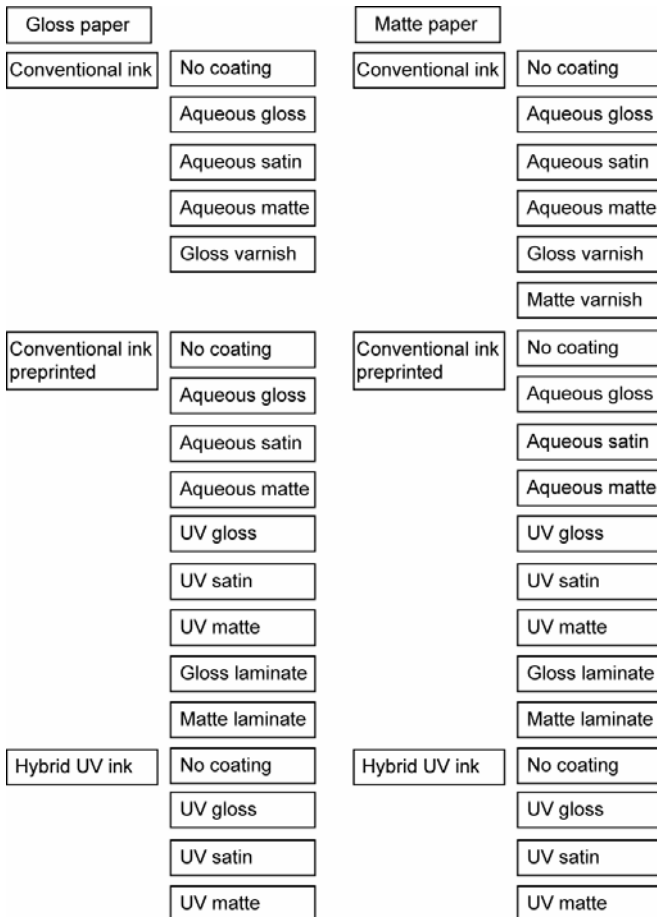 Gloss paper
Conventional ink
No coating
Aqueous gloss
Aqueous satin
Aqueous matte
Gloss varnish
Conventional ink
preprinted
No coating
Aqueous gloss
Aqueous satin
Aqueous matte
UV gloss
UV satin
UV matte
Gloss laminate
Matte laminate
Hybrid UV ink
No coating
UV gloss
UV satin
UV matte
Matte paper
Conventional ink
No coating
Aqueous gloss
Aqueous satin
Aqueous matte
Gloss varnish
Matte varnish
Conventional ink
preprinted
No coating
Aqueous gloss
Aqueous satin
Aqueous matte
UV gloss
UV satin
UV matte
Gloss laminate
Matte laminate
Hybrid UV ink
No coating
UV gloss
UV satin
UV matte